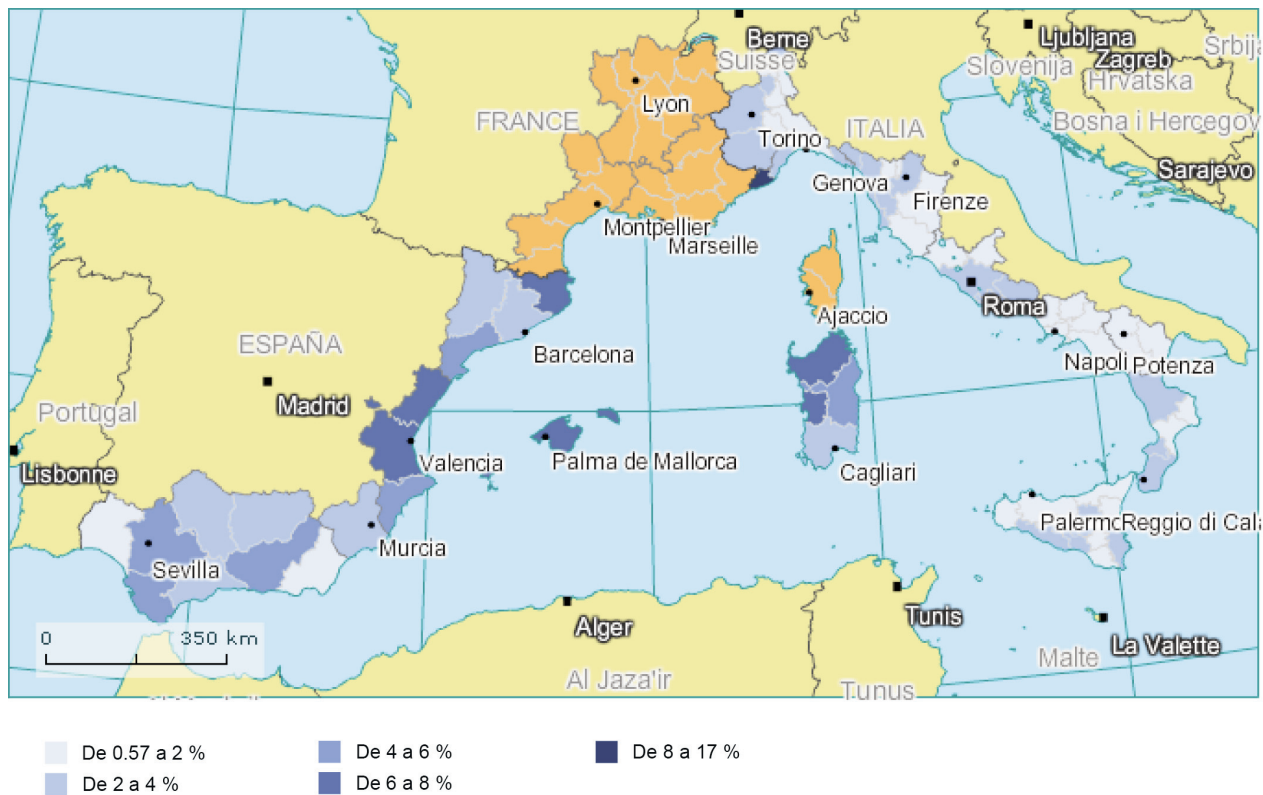 Berne
Ljubljana
Srbija
Suisse
Slovenija
Zagreb
Hrvatska
Lyon
FRANCE
Torino
ITALIA
Bosna i Hercegov
Sarajevo
Genova
Firenze
Montpellier
Marseille
Roma
Ajaccio
ESPAÑA
Barcelona
Napoli
Potenza
Madrid
Portugal
Valencia
Palma de Mallorca
Cagliari
Lisbonne
Palermo
Reggio di Cala
Murcia
Sevilla
Tunis
0 350 km
Alger
La Valette
Malte
Al Jaza'ir
Tunus
De 0.57 a 2 %
De 4 a 6 %
De 8 a 17 %
De 2 a 4 %
De 6 a 8 %